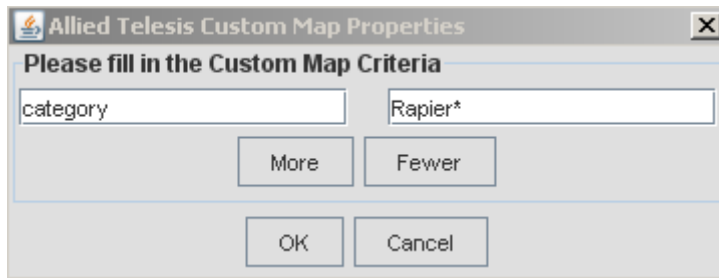 Allied Telesis Custom Map Properties
Please fill in the Custom Map Criteria
category Rapier*
More Fewer
OK Cancel